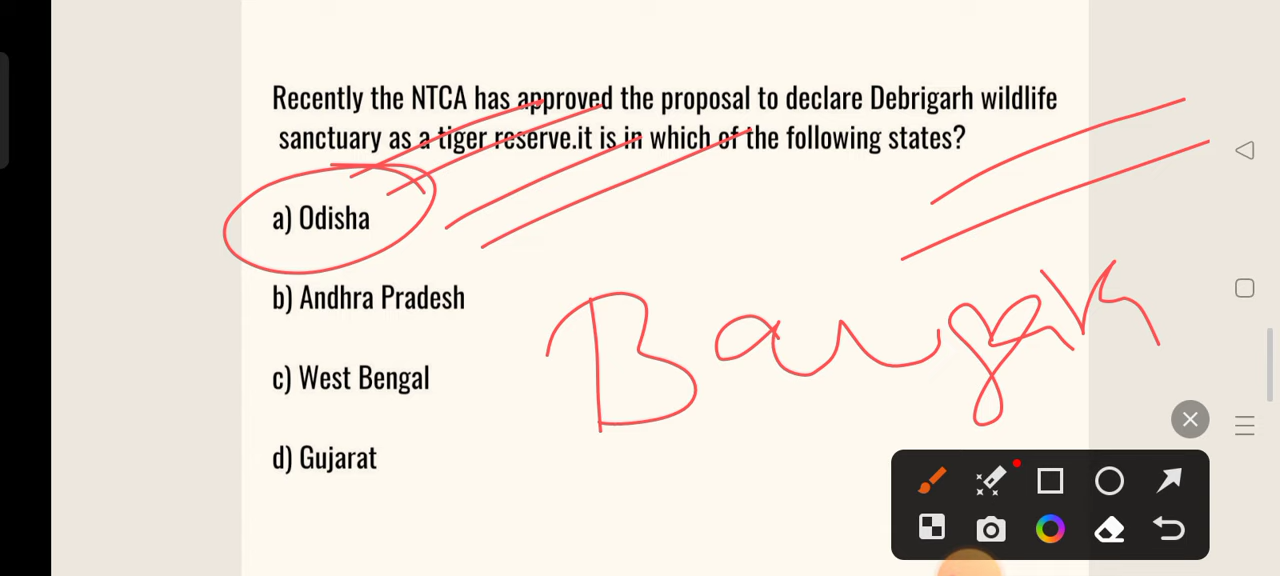 Recently the NTCA has approved the proposal to declare Debrigarh wildlife
sanctuary as a tiger reserve.it is in which of the following states?
a) Odisha
b) Andhra Pradesh
c) West Bengal
d) Gujarat